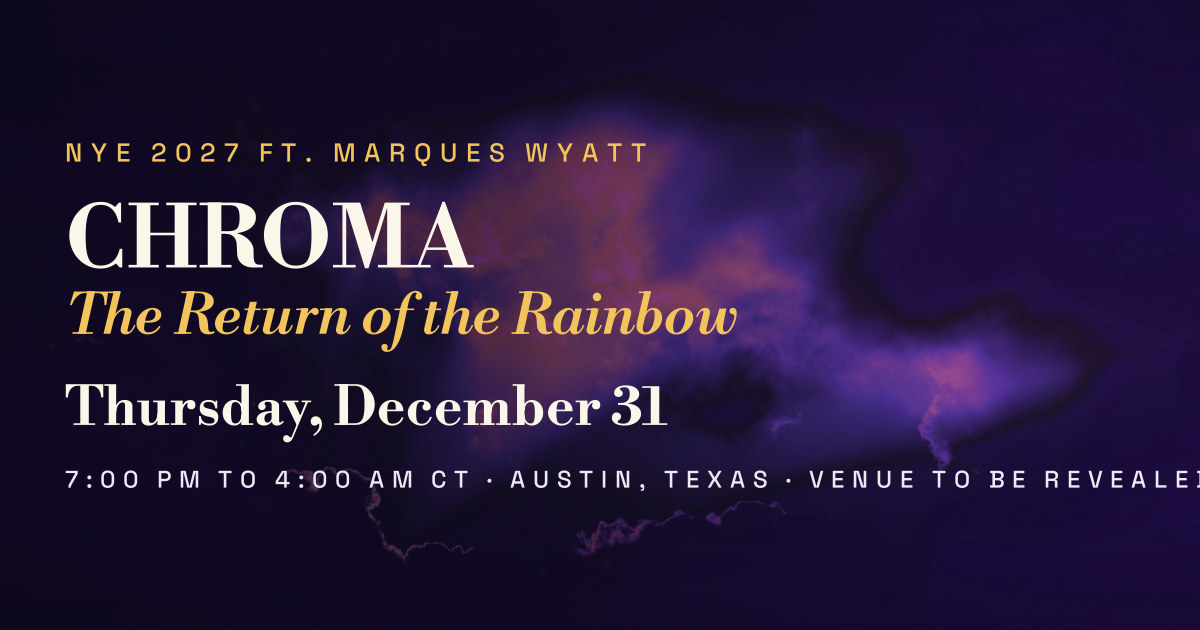 NYE 2027 FT. MARQUES WYATT
CHROMA
The Return of the Rainbow
Thursday, December 31
7:00 PM TO 4:00 AM CT · AUSTIN, TEXAS · VENUE TO BE REVEALED